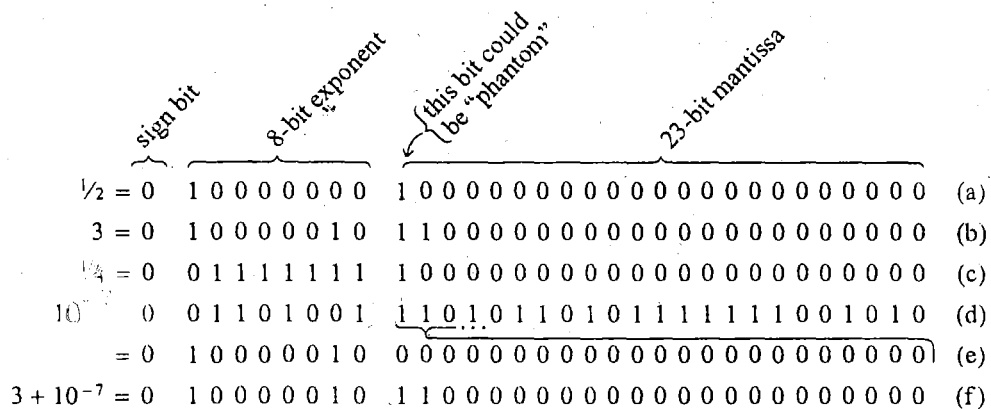 sign bit
8-bit exponent
this bit could
be “phantom”
23-bit mantissa
½ = 0 1 0 0 0 0 0 0 0 1 0 0 0 0 0 0 0 0 0 0 0 0 0 0 0 0 0 0 0 0 0 0 (a)
3 = 0 1 0 0 0 0 0 1 0 1 1 0 0 0 0 0 0 0 0 0 0 0 0 0 0 0 0 0 0 0 0 0 (b)
¼ = 0 0 1 1 1 1 1 1 1 1 0 0 0 0 0 0 0 0 0 0 0 0 0 0 0 0 0 0 0 0 0 0 (c)
10 0 0 1 1 0 1 0 0 1 1 1 0 1 0 1 1 0 1 0 1 1 1 1 1 1 1 0 0 1 0 1 0 (d)
...
= 0 1 0 0 0 0 0 1 0 0 0 0 0 0 0 0 0 0 0 0 0 0 0 0 0 0 0 0 0 0 0 0 0 (e)
3 + 10⁻⁷ = 0 1 0 0 0 0 0 1 0 1 1 0 0 0 0 0 0 0 0 0 0 0 0 0 0 0 0 0 0 0 0 0 (f)